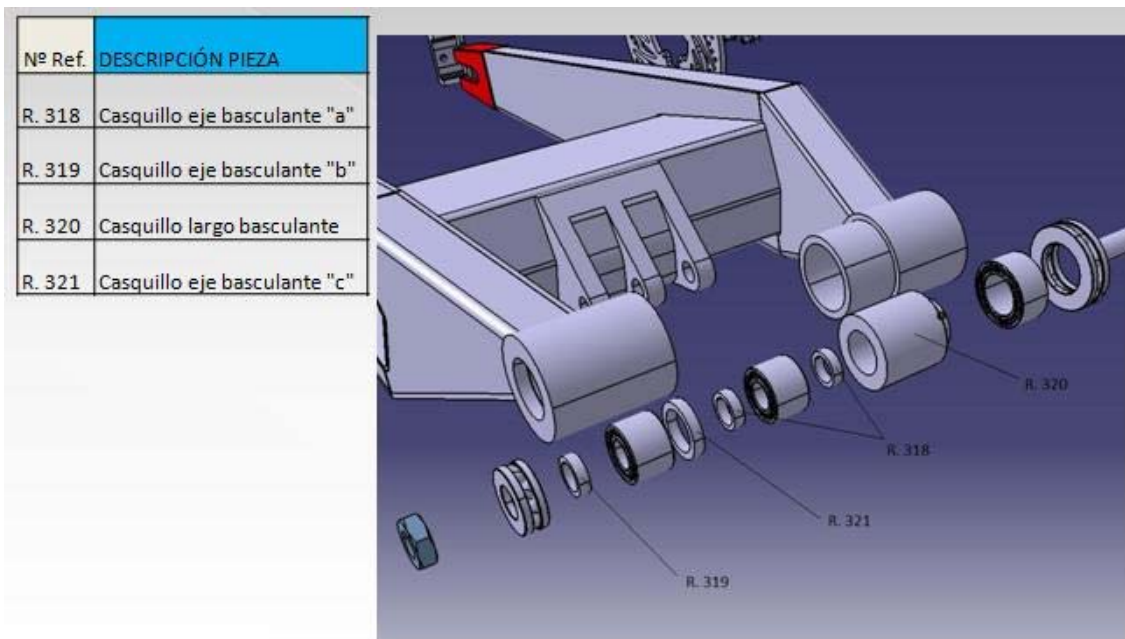 Nº Ref. DESCRIPCIÓN PIEZA
R. 318 Casquillo eje basculante "a"
R. 319 Casquillo eje basculante "b"
R. 320 Casquillo largo basculante
R. 321 Casquillo eje basculante "c"
R. 320
R. 318
R. 321
R. 319